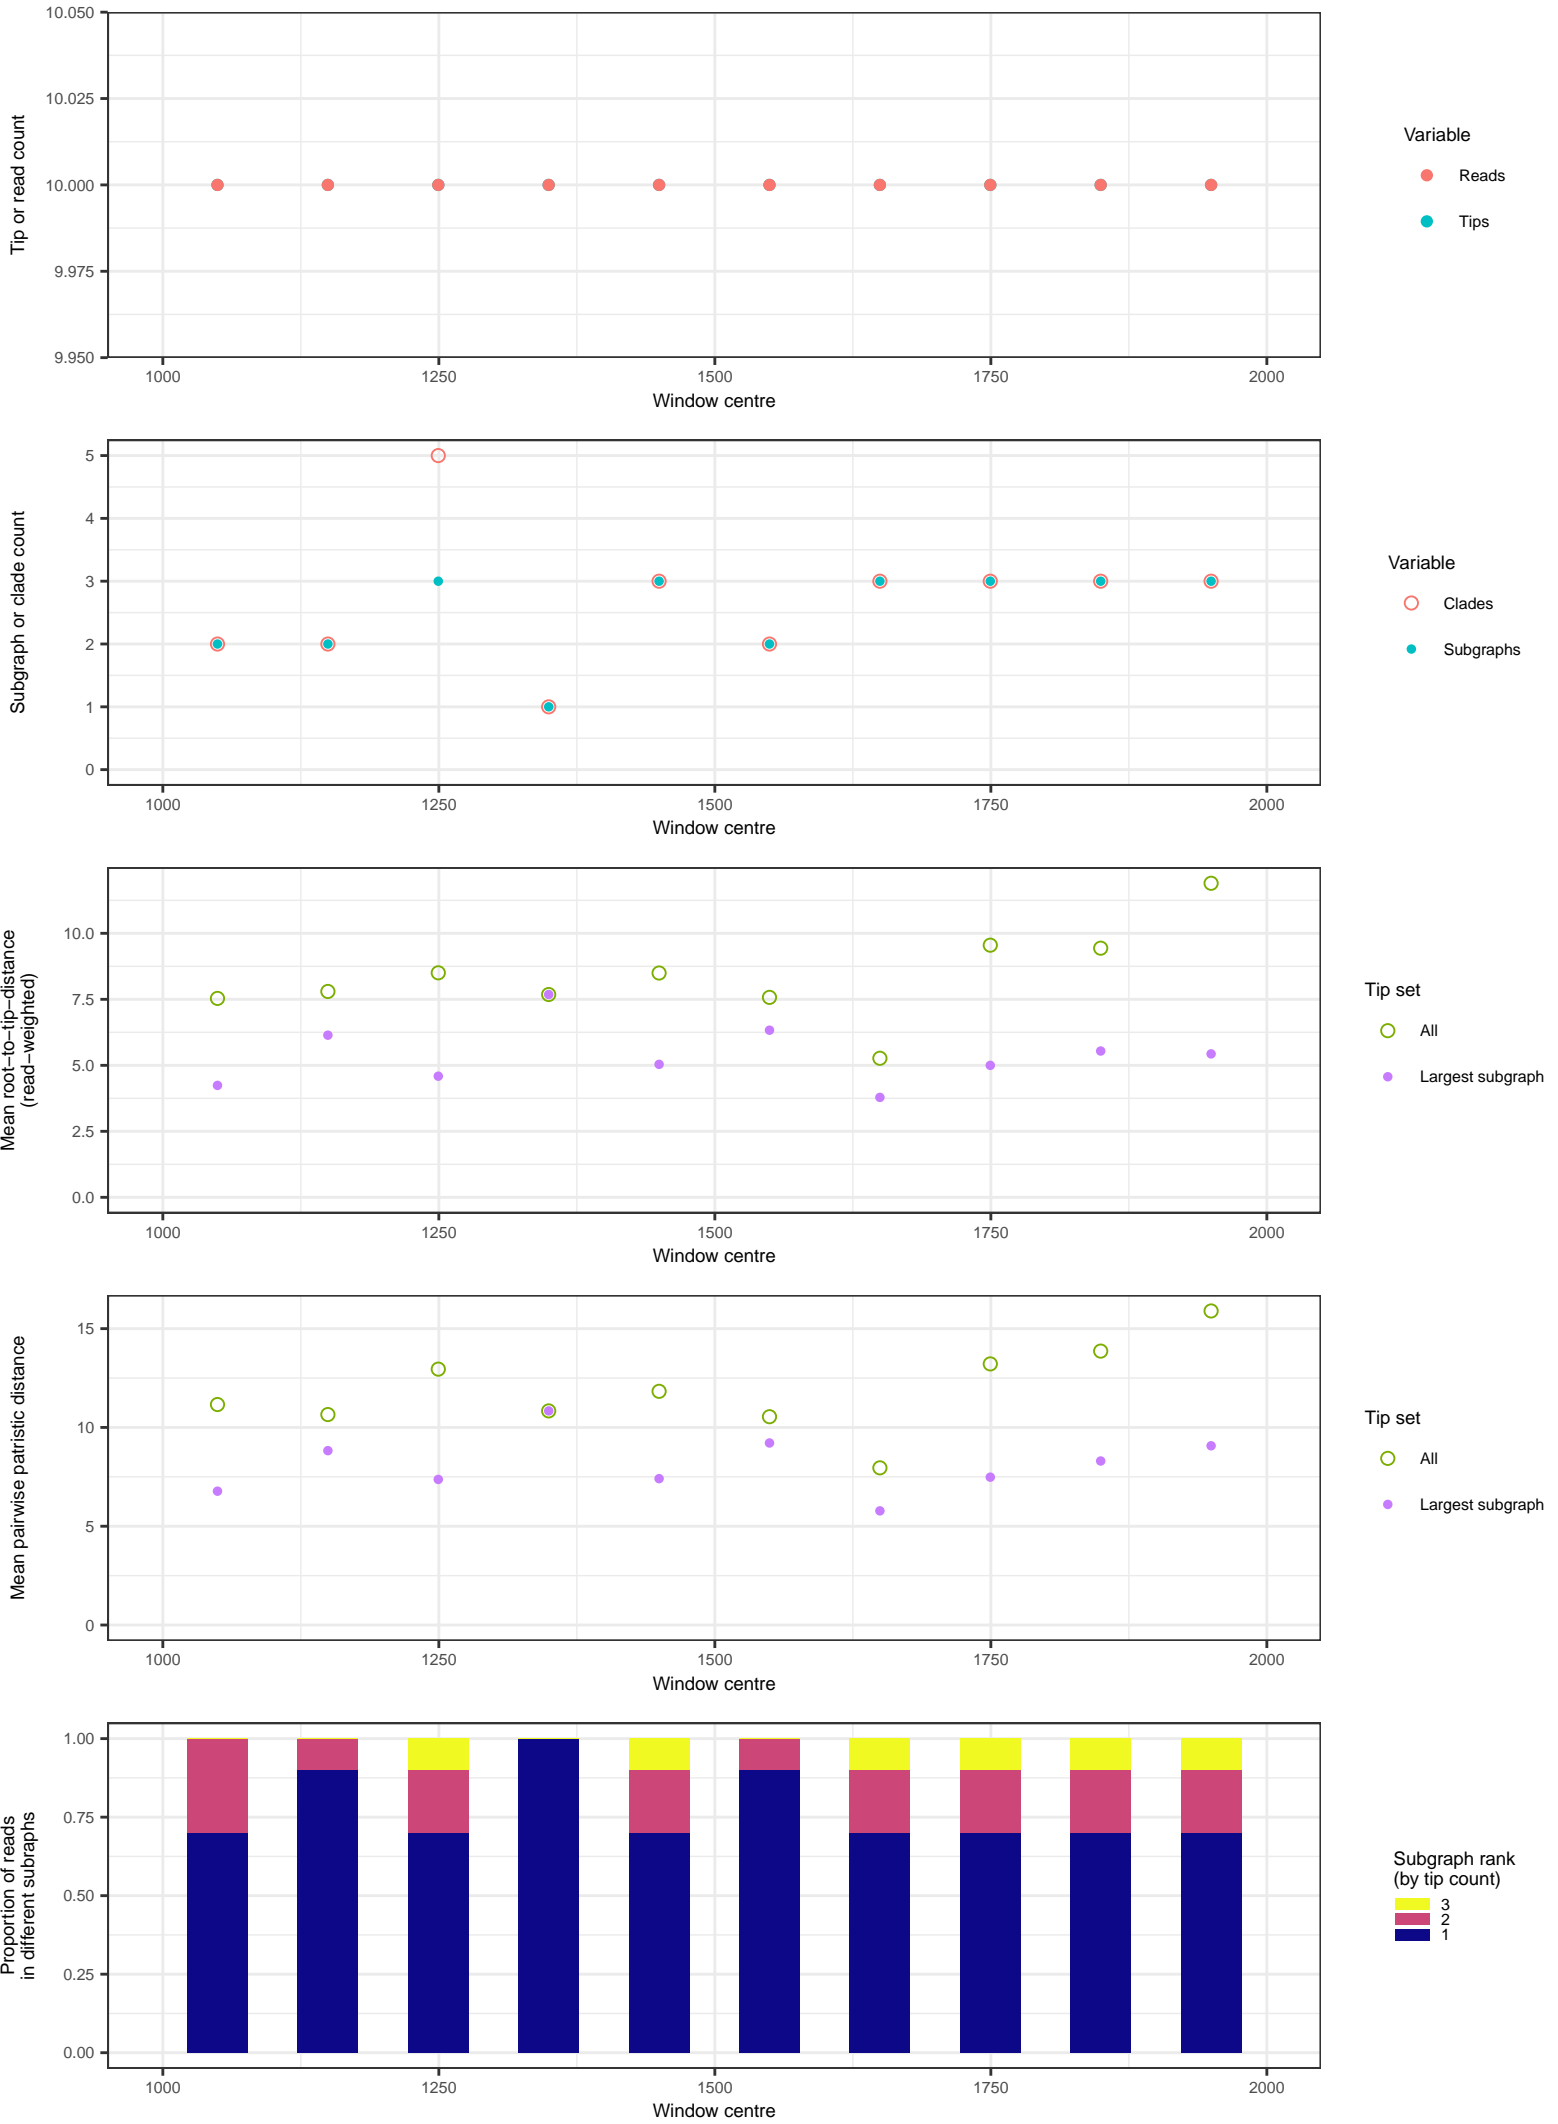 10.050
10.025
10.000
9.975
9.950
Tip or read count
1000 1250 1500 1750 2000
Window centre
Variable
Reads
Tips
5
4
3
2
1
0
Subgraph or clade count
1000 1250 1500 1750 2000
Window centre
Variable
Clades
Subgraphs
10.0
7.5
5.0
2.5
0.0
Mean root−to−tip−distance
(read−weighted)
1000 1250 1500 1750 2000
Window centre
Tip set
All
Largest subgraph
15
10
5
0
Mean pairwise patristic distance
1000 1250 1500 1750 2000
Window centre
Tip set
All
Largest subgraph
1.00
0.75
0.50
0.25
0.00
Proportion of reads
in different subraphs
1000 1250 1500 1750 2000
Window centre
Subgraph rank
(by tip count)
3
2
1